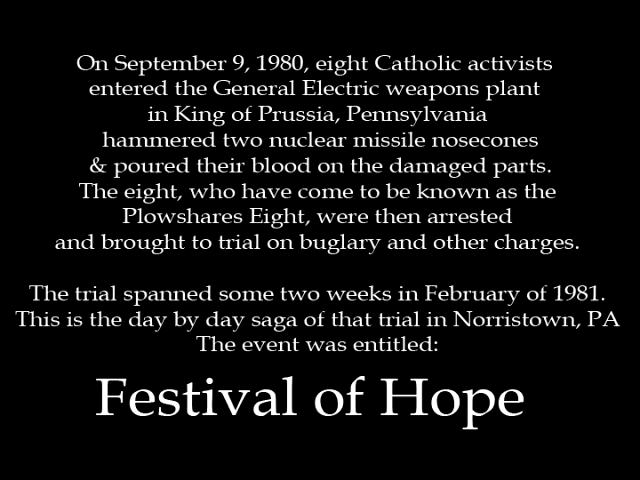 On September 9, 1980, eight Catholic activists
entered the General Electric weapons plant
in King of Prussia, Pennsylvania
hammered two nuclear missile nosecones
& poured their blood on the damaged parts.
The eight, who have come to be known as the
Plowshares Eight, were then arrested
and brought to trial on buglary and other charges.
The trial spanned some two weeks in February of 1981.
This is the day by day saga of that trial in Norristown, PA
The event was entitled:
Festival of Hope